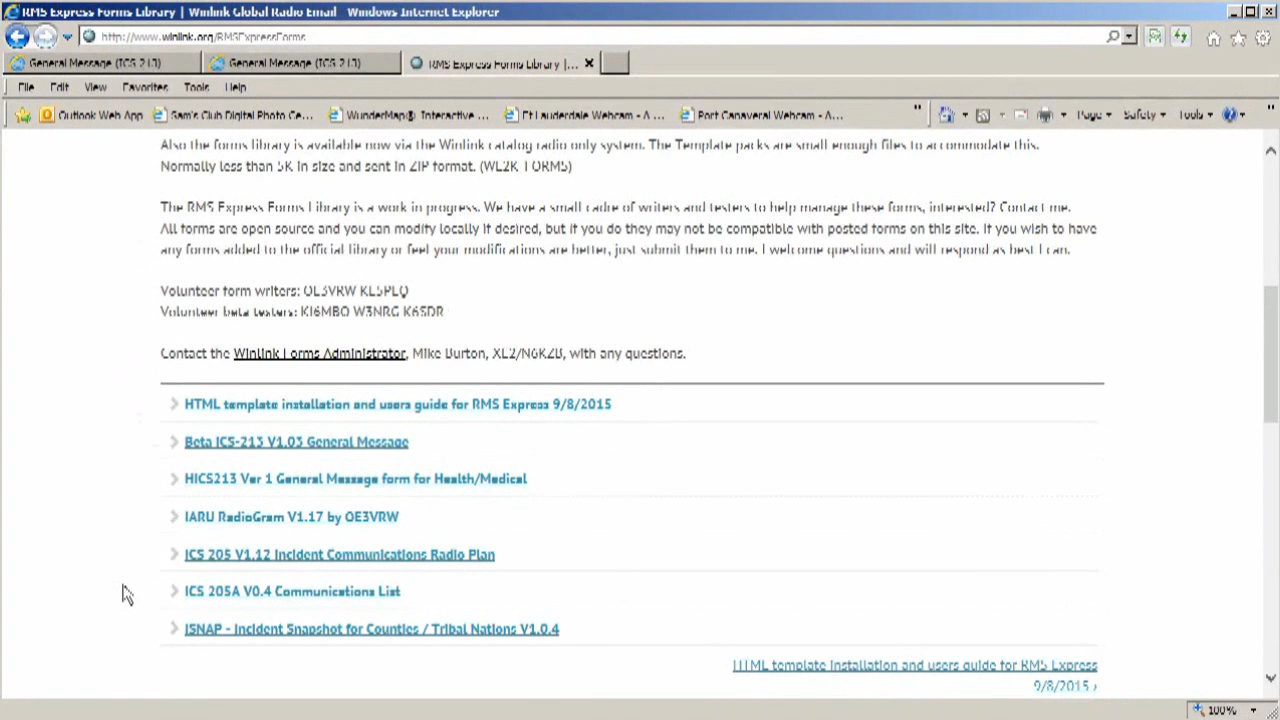 RMS Express Forms Library | Winlink Global Radio Email - Windows Internet Explorer
http://www.winlink.org/RMSExpressForms
General Message (ICS 213) General Message (ICS 213) RMS Express Forms Library |...
File Edit View Favorites Tools Help
Outlook Web App Sam's Club Digital Photo Ce... WunderMap® Interactive ... Ft Lauderdale Webcam - A ... Port Canaveral Webcam - A... Page Safety Tools
Also the forms library is available now via the Winlink catalog radio only system. The Template packs are small enough files to accommodate this.
Normally less than 5K in size and sent in ZIP format. (WL2K FORMS)
The RMS Express Forms Library is a work in progress. We have a small cadre of writers and testers to help manage these forms, interested? Contact me.
All forms are open source and you can modify locally if desired, but if you do they may not be compatible with posted forms on this site. If you wish to have
any forms added to the official library or feel your modifications are better, just submit them to me. I welcome questions and will respond as best I can.
Volunteer form writers: OE3VRW
Volunteer beta testers: KI6MBO W3NRG K6SDR
Contact the Winlink Forms Administrator, Mike Burton, with any questions.
HTML template installation and users guide for RMS Express 9/8/2015
Beta ICS-213 V1.03 General Message
HICS213 Ver 1 General Message form for Health/Medical
IARU RadioGram V1.17 by OE3VRW
ICS 205 V1.12 Incident Communications Radio Plan
ICS 205A V0.4 Communications List
ISNAP - Incident Snapshot for Counties / Tribal Nations V1.0.4
HTML template installation and users guide for RMS Express
9/8/2015 ›
100%